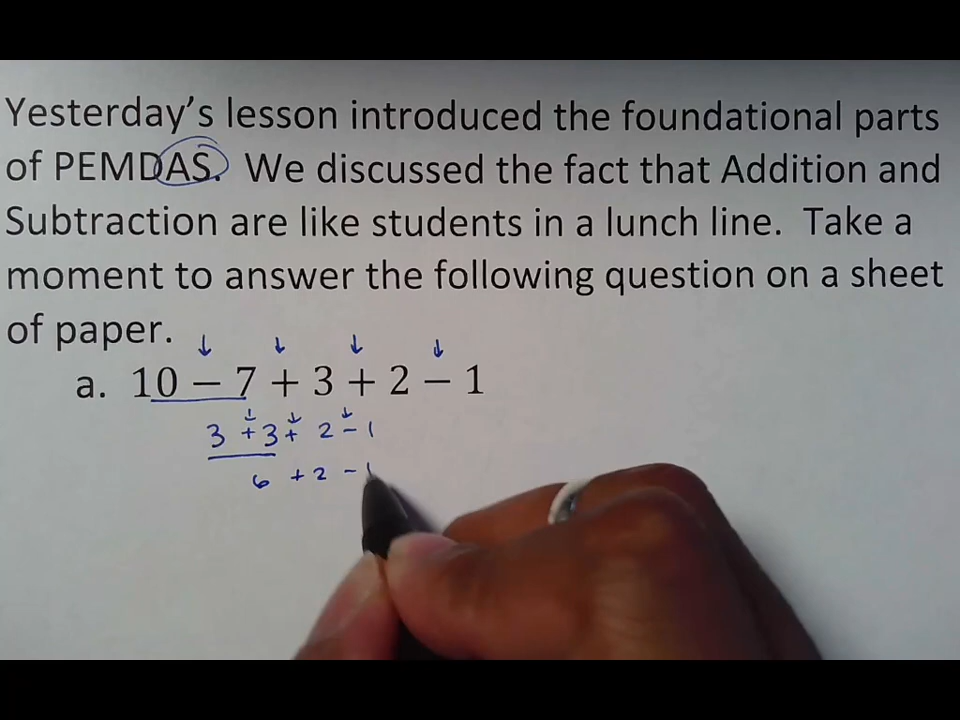 Yesterday’s lesson introduced the foundational parts
of PEMDAS. We discussed the fact that Addition and
Subtraction are like students in a lunch line. Take a
moment to answer the following question on a sheet
of paper.
a. 10 − 7 + 3 + 2 − 1
3 + 3 + 2 − 1
6 + 2 − 1